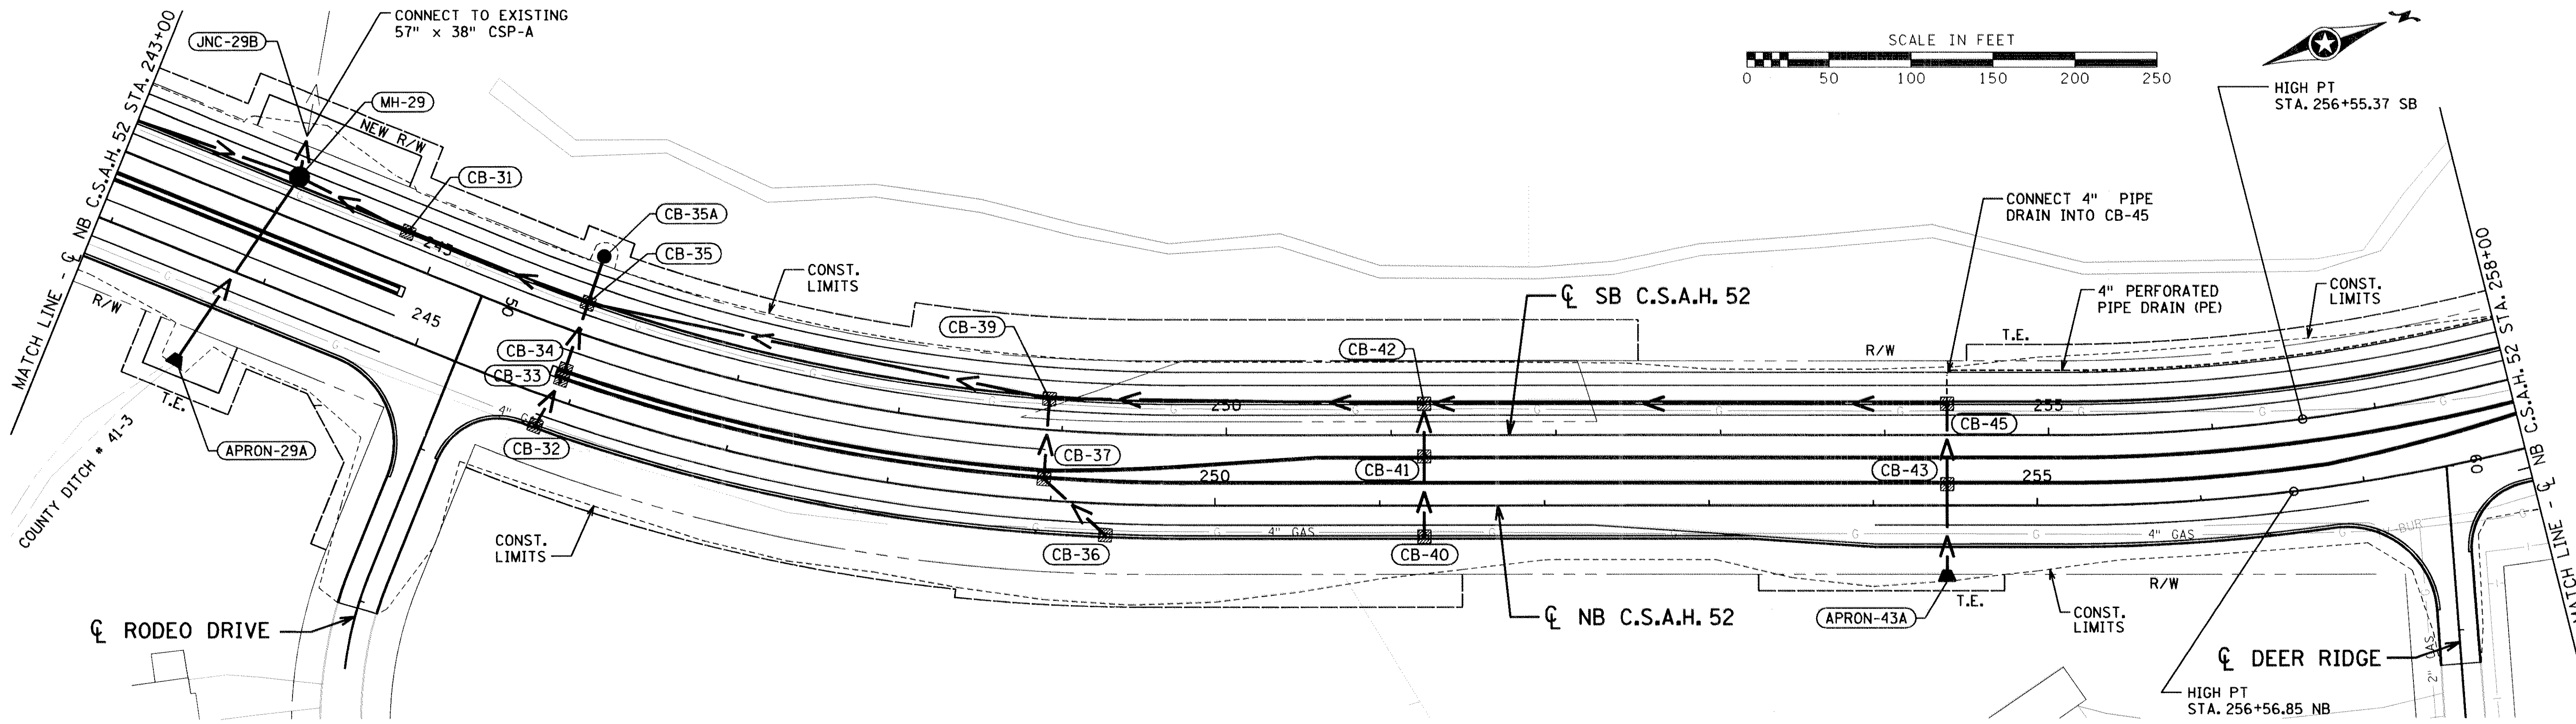 MATCH LINE - ℄ NB C.S.A.H. 52 STA. 243+00
JNC-29B
CONNECT TO EXISTING
57" x 38" CSP-A
MH-29
NEW R/W
CB-31
CB-35A
CB-35
245
245
50
R/W
T.E.
APRON-29A
COUNTY DITCH # 41-3
CB-34
CB-33
4" G
CB-32
CONST.
LIMITS
CONST.
LIMITS
℄ RODEO DRIVE
CB-39
CB-37
CB-36
CB-42
CB-41
CB-40
250
250
4" GAS
℄ SB C.S.A.H. 52
℄ NB C.S.A.H. 52
SCALE IN FEET
0 50 100 150 200 250
HIGH PT
STA. 256+55.37 SB
CONNECT 4" PIPE
DRAIN INTO CB-45
4" PERFORATED
PIPE DRAIN (PE)
CONST.
LIMITS
R/W
T.E.
CB-45
CB-43
255
255
APRON-43A
T.E.
CONST.
LIMITS
R/W
4" GAS
60
2" GAS
℄ DEER RIDGE
HIGH PT
STA. 256+56.85 NB
MATCH LINE - ℄ NB C.S.A.H. 52 STA. 258+00